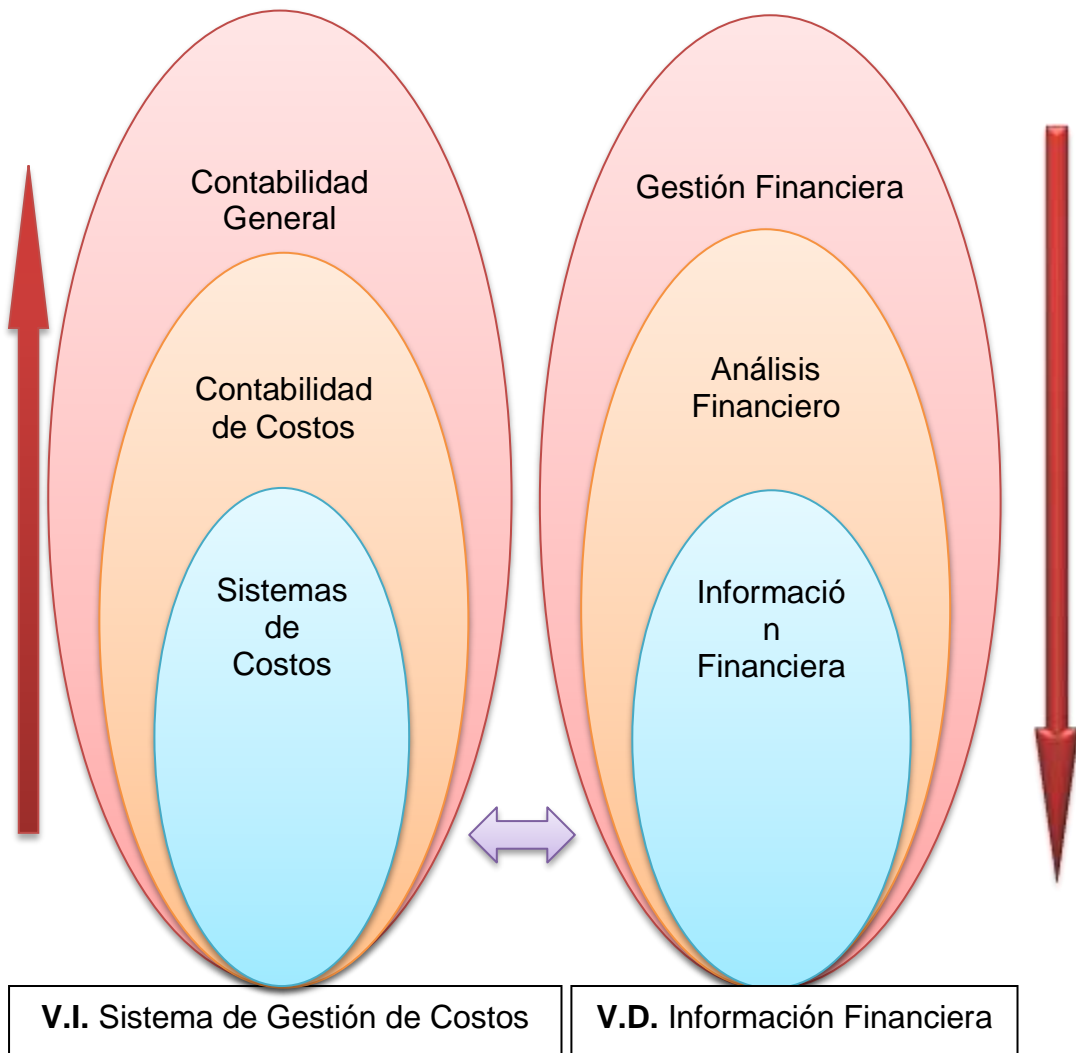 Contabilidad
General
Contabilidad
de Costos
Sistemas
de
Costos
Gestión Financiera
Análisis
Financiero
Informació
n
Financiera
V.I. Sistema de Gestión de Costos
V.D. Información Financiera